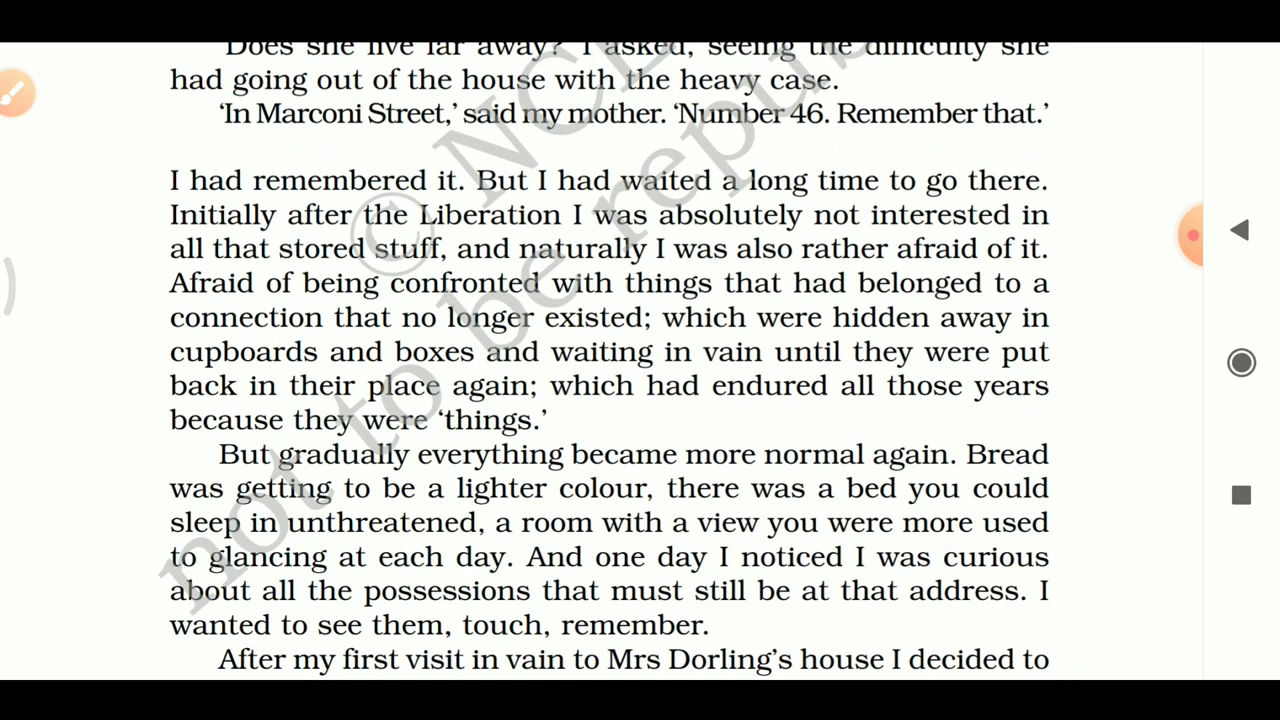 'Does she live far away?' I asked, seeing the difficulty she
had going out of the house with the heavy case.
'In Marconi Street,' said my mother. 'Number 46. Remember that.'
I had remembered it. But I had waited a long time to go there.
Initially after the Liberation I was absolutely not interested in
all that stored stuff, and naturally I was also rather afraid of it.
Afraid of being confronted with things that had belonged to a
connection that no longer existed; which were hidden away in
cupboards and boxes and waiting in vain until they were put
back in their place again; which had endured all those years
because they were 'things.'
But gradually everything became more normal again. Bread
was getting to be a lighter colour, there was a bed you could
sleep in unthreatened, a room with a view you were more used
to glancing at each day. And one day I noticed I was curious
about all the possessions that must still be at that address. I
wanted to see them, touch, remember.
After my first visit in vain to Mrs Dorling's house I decided to
© NCE
not to be republ